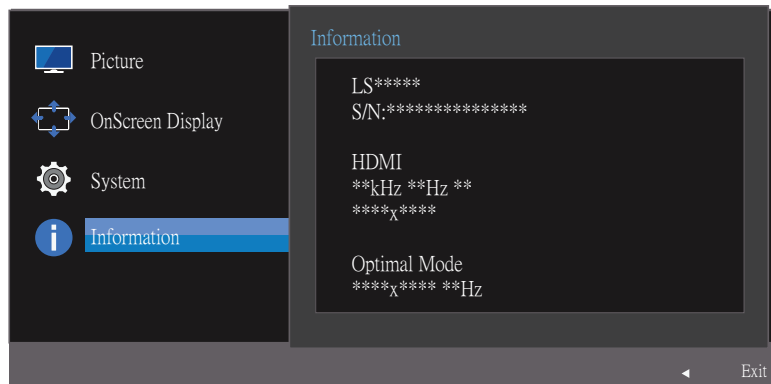 Picture
OnScreen Display
System
Information
Information
LS*****
S/N:***************
HDMI
**kHz **Hz **
****x****
Optimal Mode
****x**** **Hz
Exit